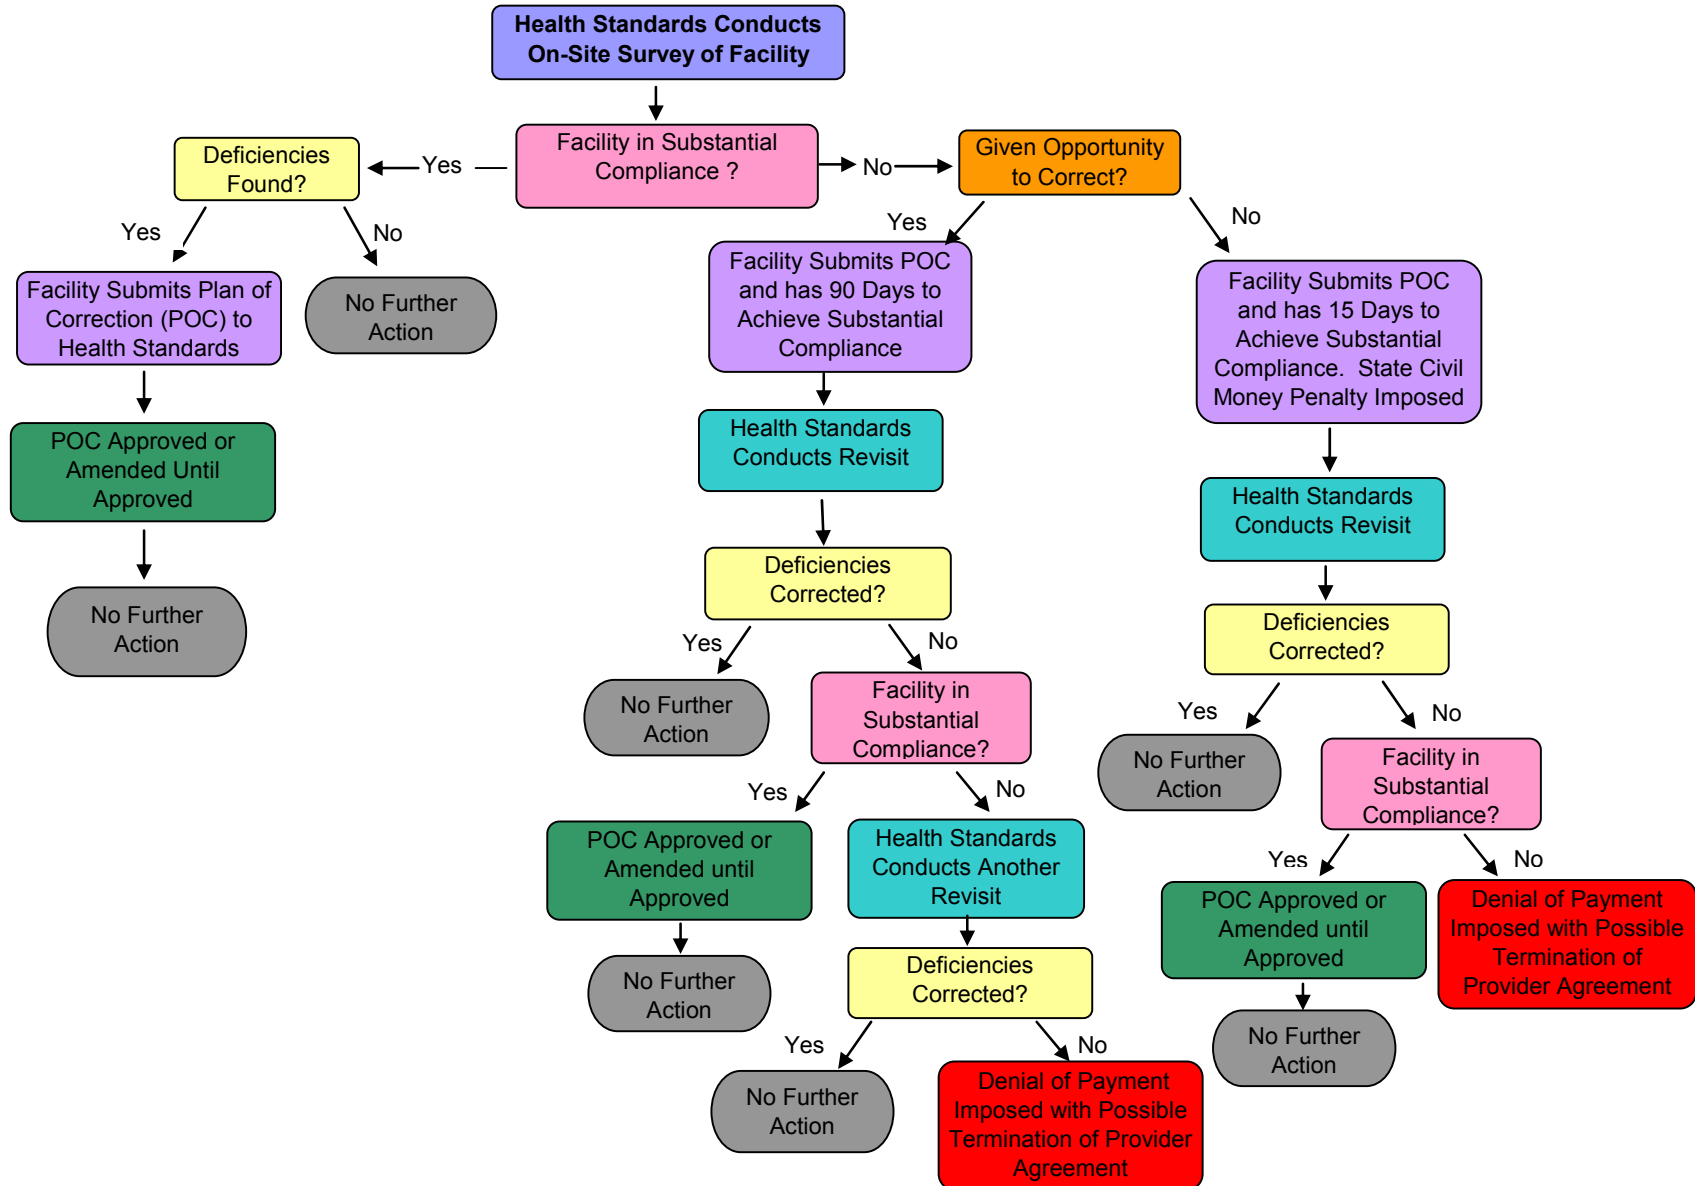 Health Standards Conducts
On-Site Survey of Facility
Facility in Substantial
Compliance ?
Yes
No
Deficiencies
Found?
Given Opportunity
to Correct?
Yes
No
Facility Submits Plan of
Correction (POC) to
Health Standards
No Further
Action
POC Approved or
Amended Until
Approved
No Further
Action
Yes
No
Facility Submits POC
and has 90 Days to
Achieve Substantial
Compliance
Health Standards
Conducts Revisit
Deficiencies
Corrected?
Yes
No
No Further
Action
Facility in
Substantial
Compliance?
Yes
No
POC Approved or
Amended until
Approved
No Further
Action
Health Standards
Conducts Another
Revisit
Deficiencies
Corrected?
Yes
No
No Further
Action
Denial of Payment
Imposed with Possible
Termination of Provider
Agreement
Facility Submits POC
and has 15 Days to
Achieve Substantial
Compliance.  State Civil
Money Penalty Imposed
Health Standards
Conducts Revisit
Deficiencies
Corrected?
Yes
No
No Further
Action
Facility in
Substantial
Compliance?
Yes
No
POC Approved or
Amended until
Approved
No Further
Action
Denial of Payment
Imposed with Possible
Termination of
Provider Agreement